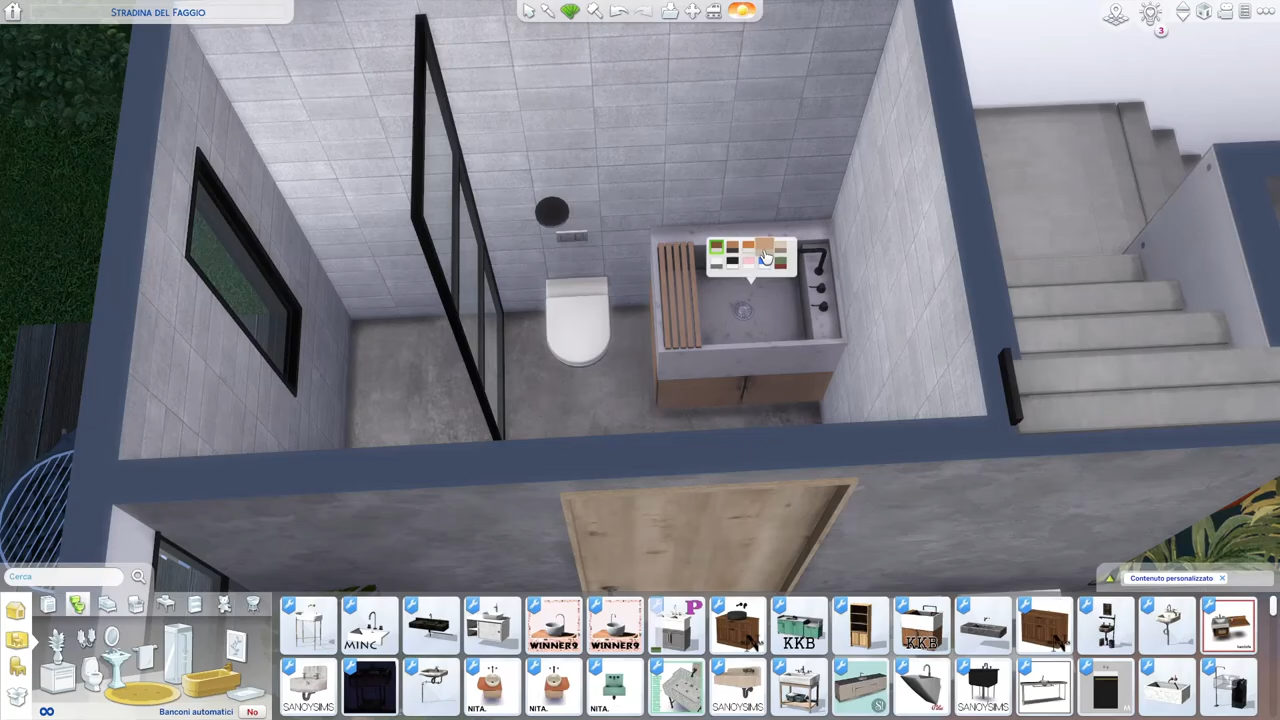 STRADINA DEL FAGGIO
3
Cerca
Contenuto personalizzato
MINC
WINNER9
WINNER9
P
KKB
KKB
SANOYSIMS
NITA.
NITA.
NITA.
SANOYSIMS
S
SANOYSIMS
M
Banconi automatici No